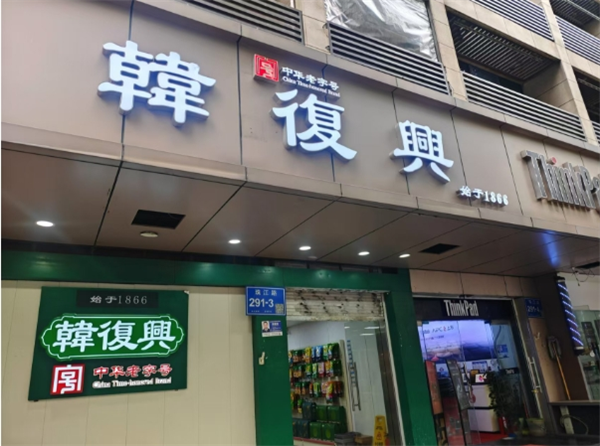 中华老字号
China Time-honored Brand
韓復興
始于1866
ThinkPad
始于1866
韓復興
中华老字号
China Time-honored Brand
291-3
ThinkPad